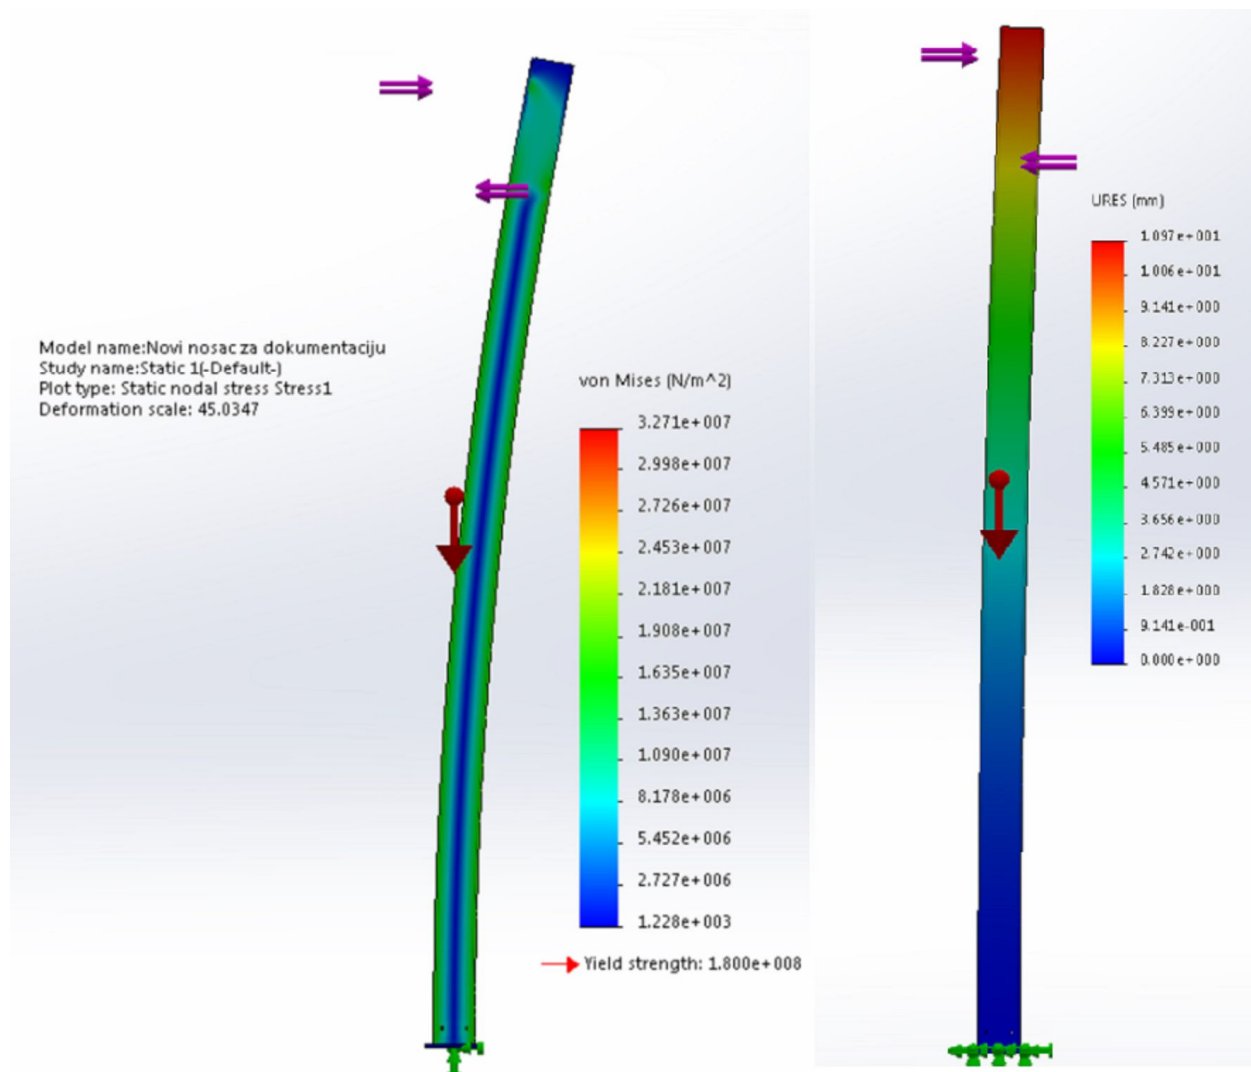 Model name:Novi nosac za dokumentaciju
Study name:Static 1(-Default-)
Plot type: Static nodal stress Stress1
Deformation scale: 45.0347
von Mises (N/m^2)
3.271e+007
2.998e+007
2.726e+007
2.453e+007
2.181e+007
1.908e+007
1.635e+007
1.363e+007
1.090e+007
8.178e+006
5.452e+006
2.727e+006
1.228e+003
Yield strength: 1.800e+008
URES (mm)
1.097e+001
1.006e+001
9.141e+000
8.227e+000
7.313e+000
6.399e+000
5.485e+000
4.571e+000
3.656e+000
2.742e+000
1.828e+000
9.141e-001
0.000e+000